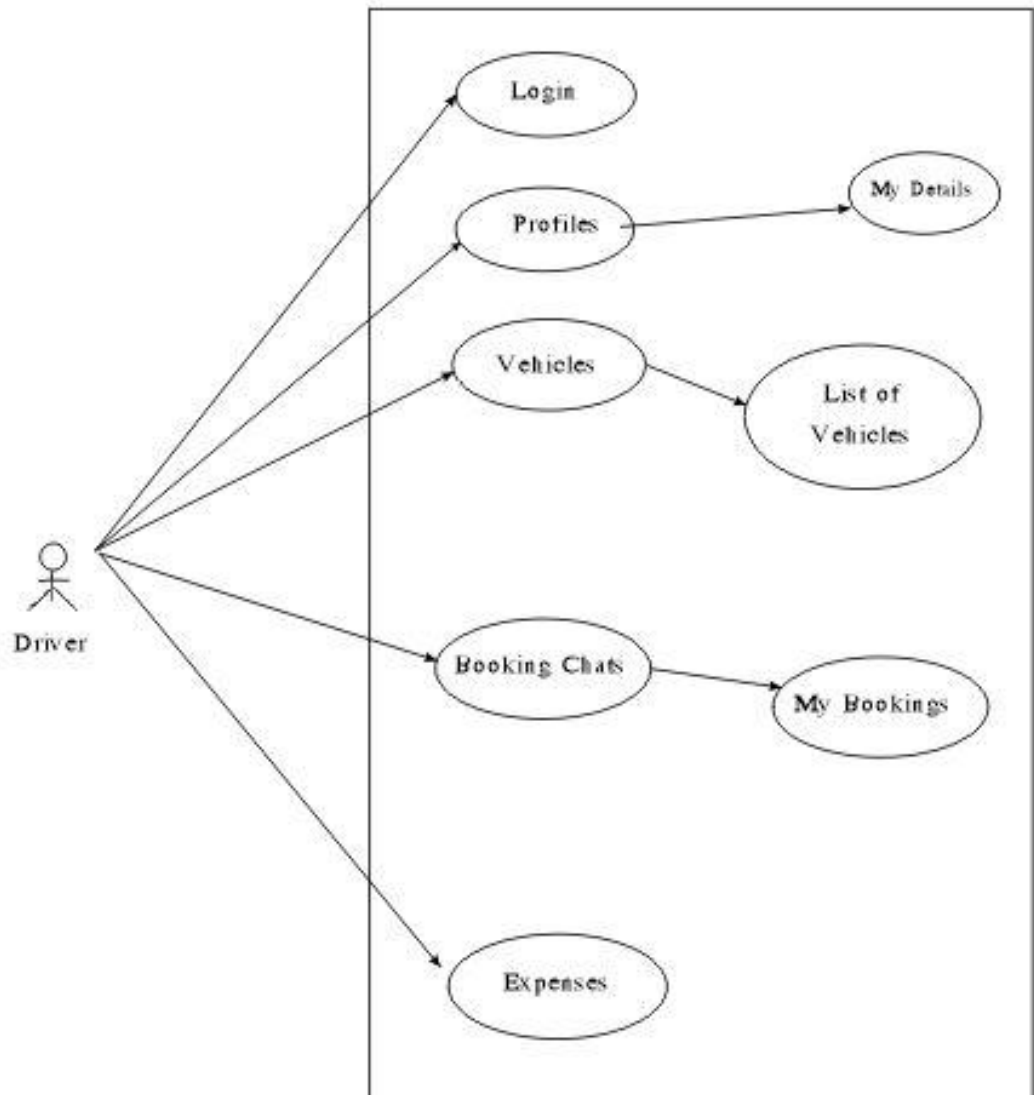 Login
My Details
Profiles
Vehicles
List of
Vehicles
Driver
Booking Chats
My Bookings
Expenses